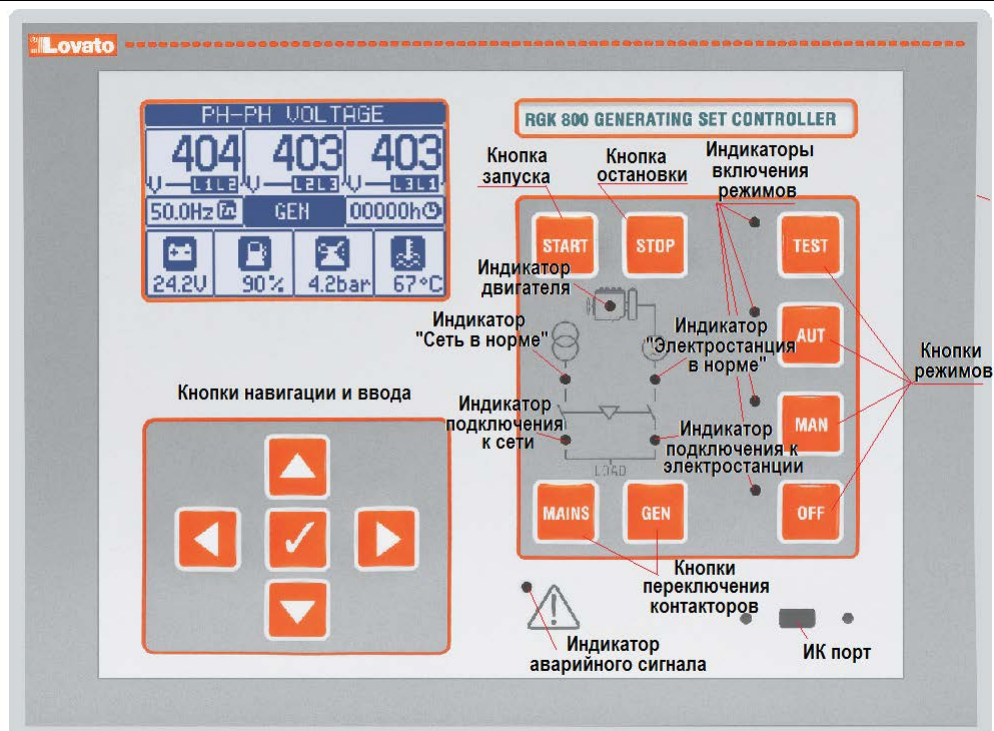 Lovato
PH-PH VOLTAGE
404 403 403
V L1L2 V L2L3 V L3L1
50.0Hz GEN 00000h
24.2V 90% 4.2bar 67°C
RGK 800 GENERATING SET CONTROLLER
Кнопка
запуска
Кнопка
остановки
Индикаторы
включения
режимов
START STOP TEST
Индикатор
двигателя
Индикатор
"Сеть в норме"
Индикатор
"Электростанция
в норме"
AUT
Кнопки
режимов
Кнопки навигации и ввода
Индикатор
подключения
к сети
Индикатор
подключения к
электростанции
MAN
LOAD
MAINS GEN OFF
Кнопки
переключения
контакторов
Индикатор
аварийного сигнала
ИК порт